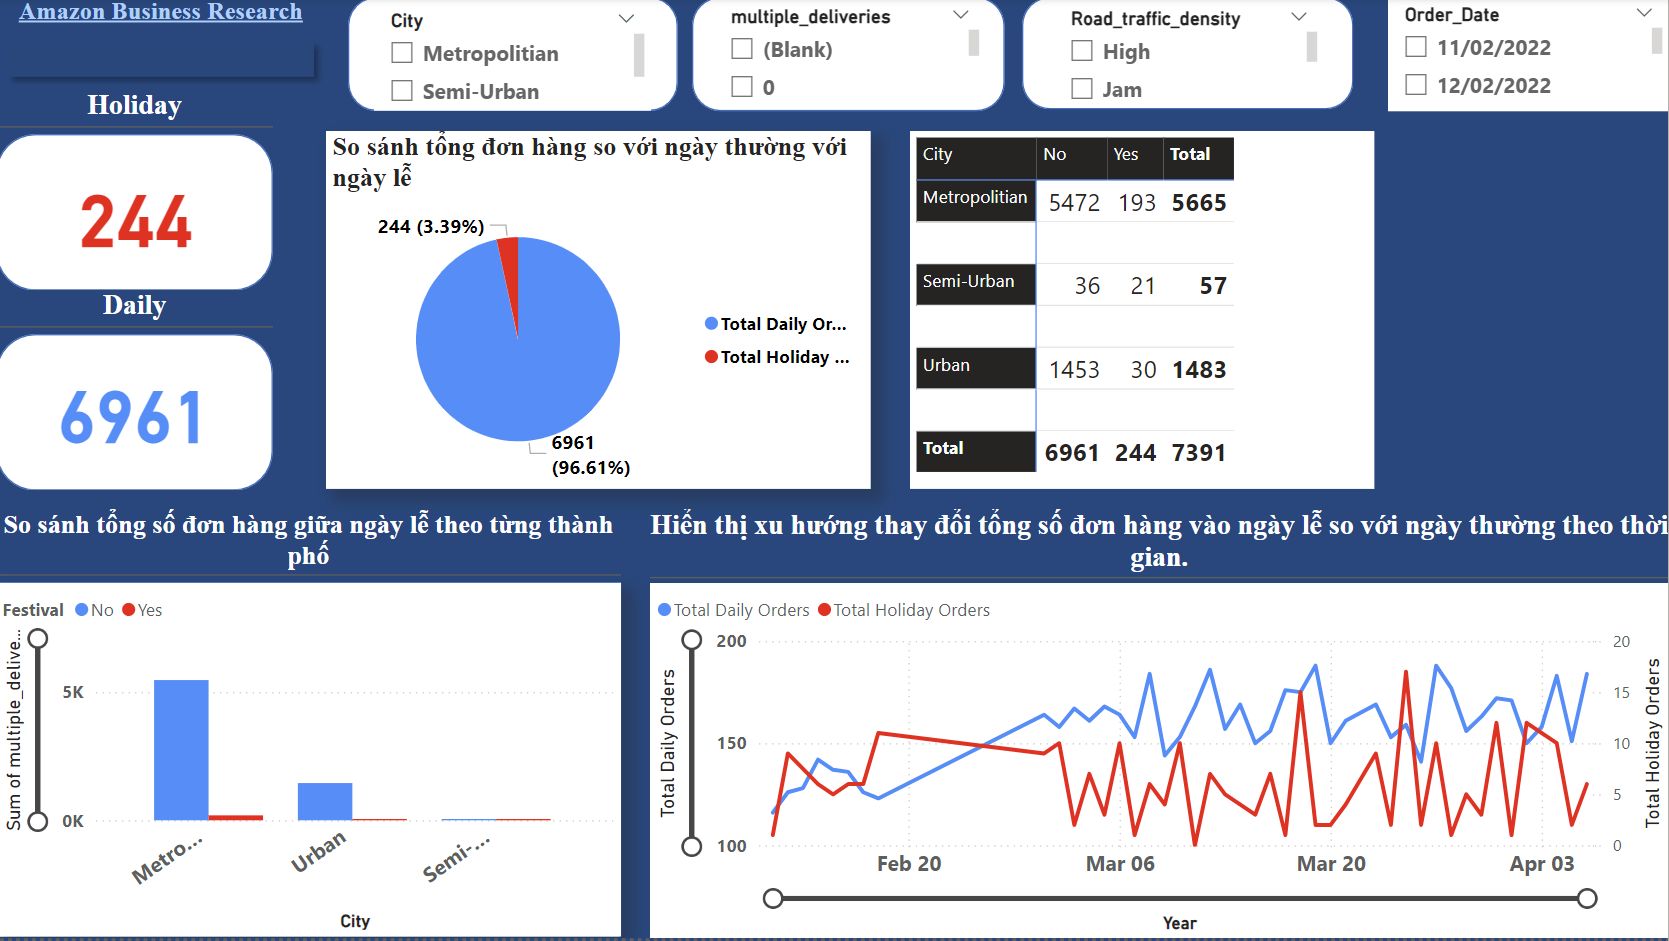 Amazon Business Research
City
Metropolitian
Semi-Urban
multiple_deliveries
(Blank)
0
Road_traffic_density
High
Jam
Order_Date
11/02/2022
12/02/2022
Holiday
244
Daily
6961
So sánh tổng đơn hàng so với ngày thường với
ngày lễ
244 (3.39%)
6961
(96.61%)
Total Daily Or...
Total Holiday ...
City No Yes Total
Metropolitian 5472 193 5665
Semi-Urban 36 21 57
Urban 1453 30 1483
Total 6961 244 7391
So sánh tổng số đơn hàng giữa ngày lễ theo từng thành
phố
Festival No Yes
Sum of multiple_delive...
5K
0K
Metro...
Urban
Semi-...
City
Hiển thị xu hướng thay đổi tổng số đơn hàng vào ngày lễ so với ngày thường theo thời
gian.
Total Daily Orders Total Holiday Orders
Total Daily Orders
200
150
100
20
15
10
5
0
Total Holiday Orders
Feb 20 Mar 06 Mar 20 Apr 03
Year